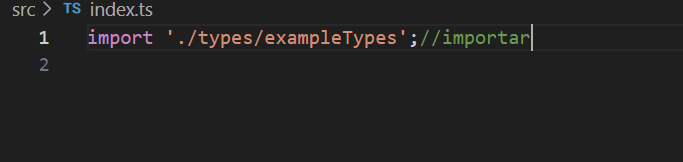 src > TS index.ts
1 import './types/exampleTypes';//importar
2